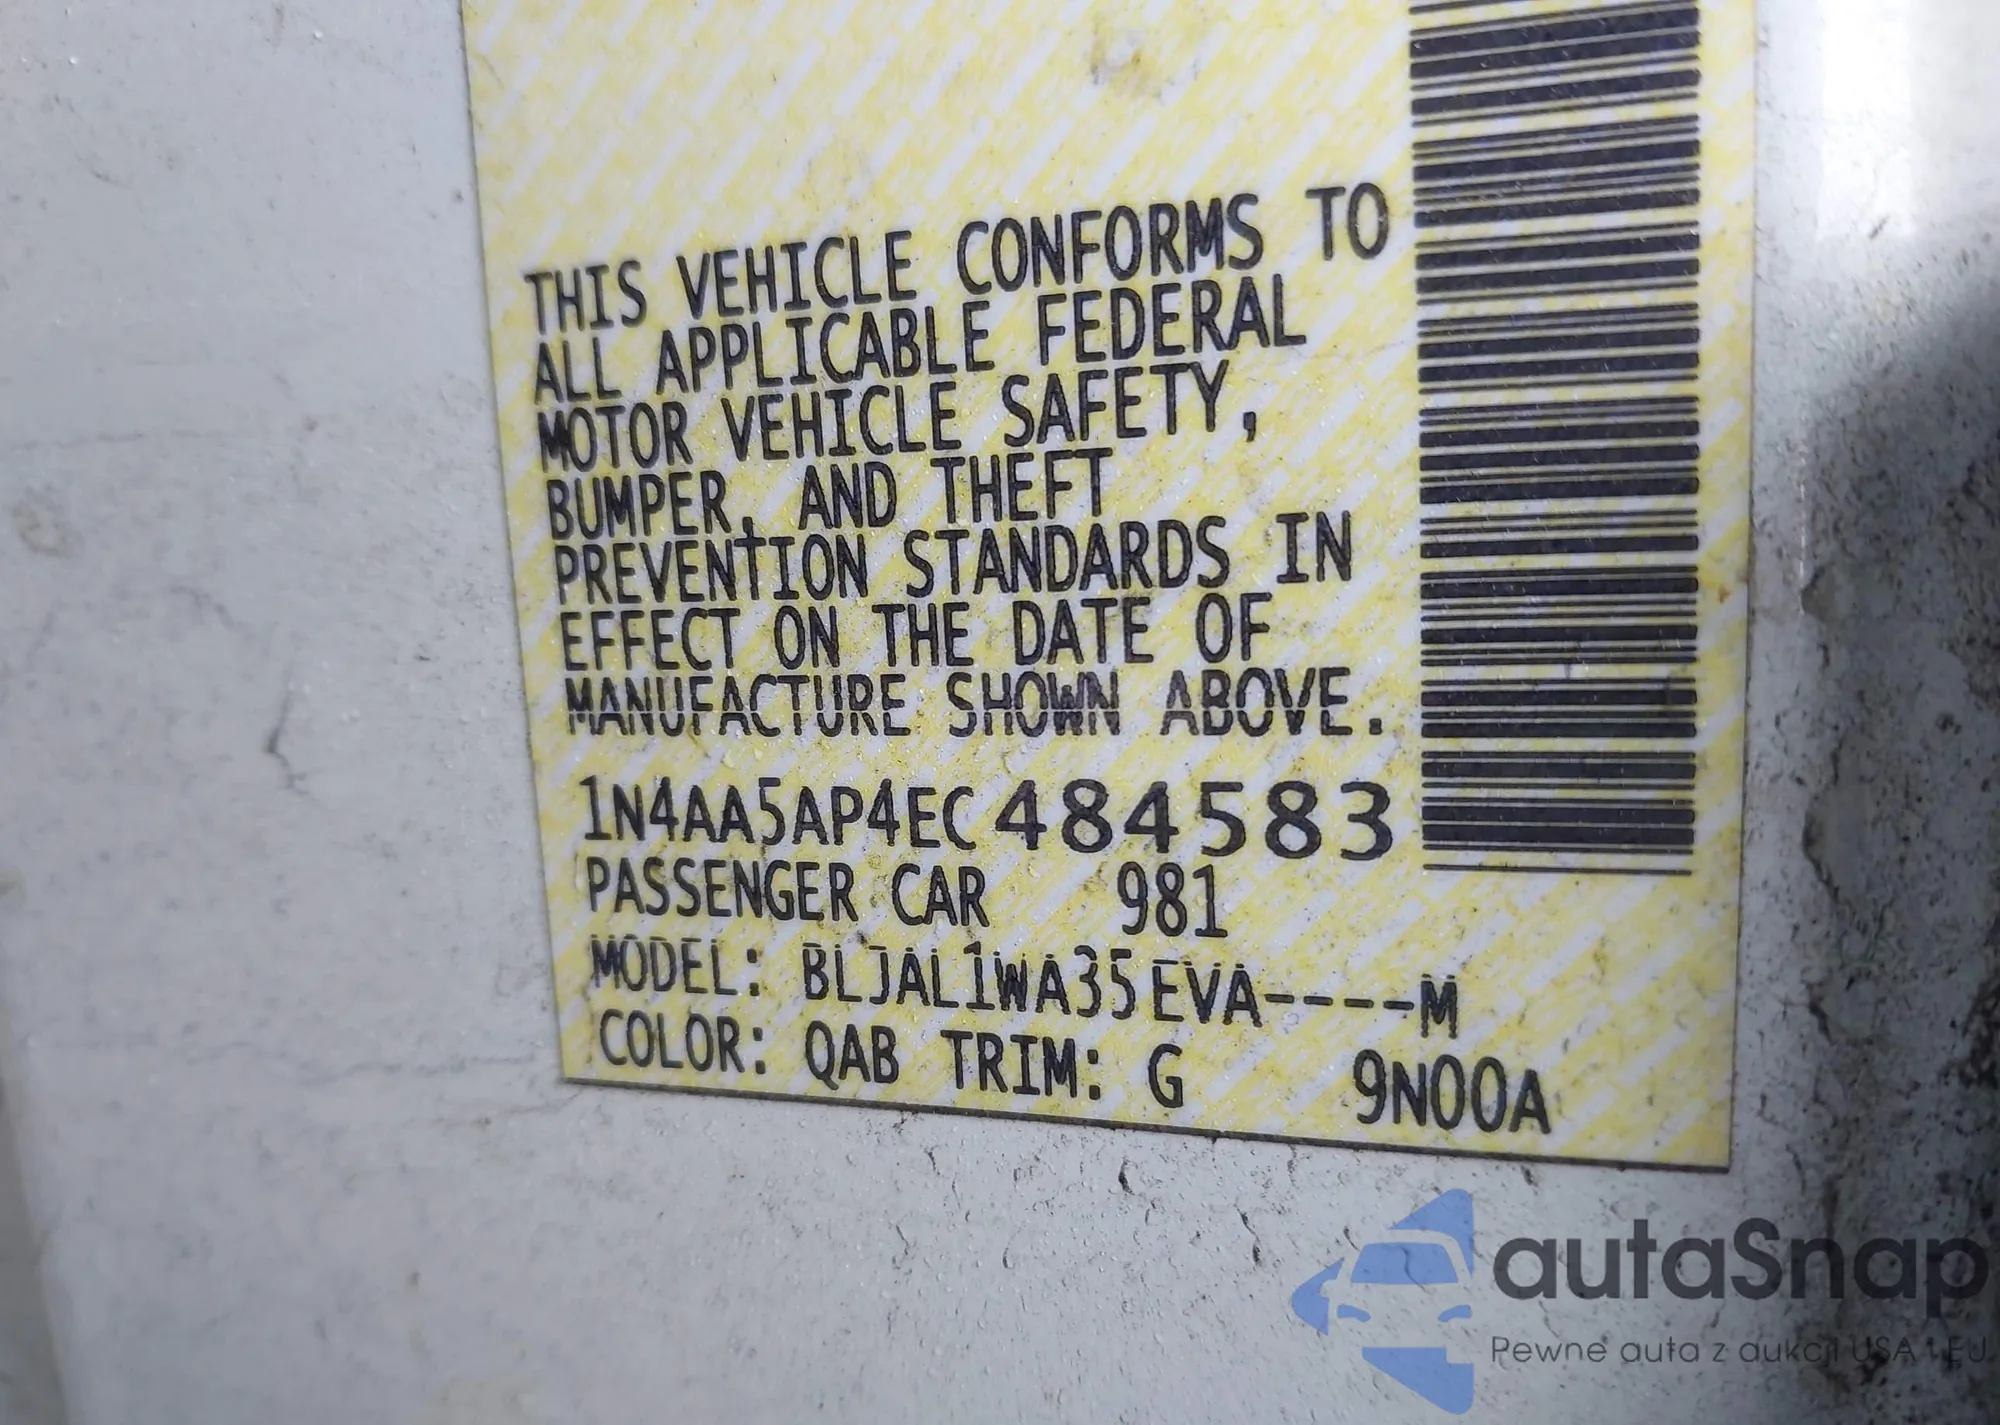 THIS VEHICLE CONFORMS TO
ALL APPLICABLE FEDERAL
MOTOR VEHICLE SAFETY,
BUMPER, AND THEFT
PREVENTION STANDARDS IN
EFFECT ON THE DATE OF
MANUFACTURE SHOWN ABOVE.
1N4AA5AP4EC484583
PASSENGER CAR 981
MODEL: BLJAL1WA35EVA----M
COLOR: QAB TRIM: G 9N00A
autaSnap
Pewne auta z aukcji USA i EU